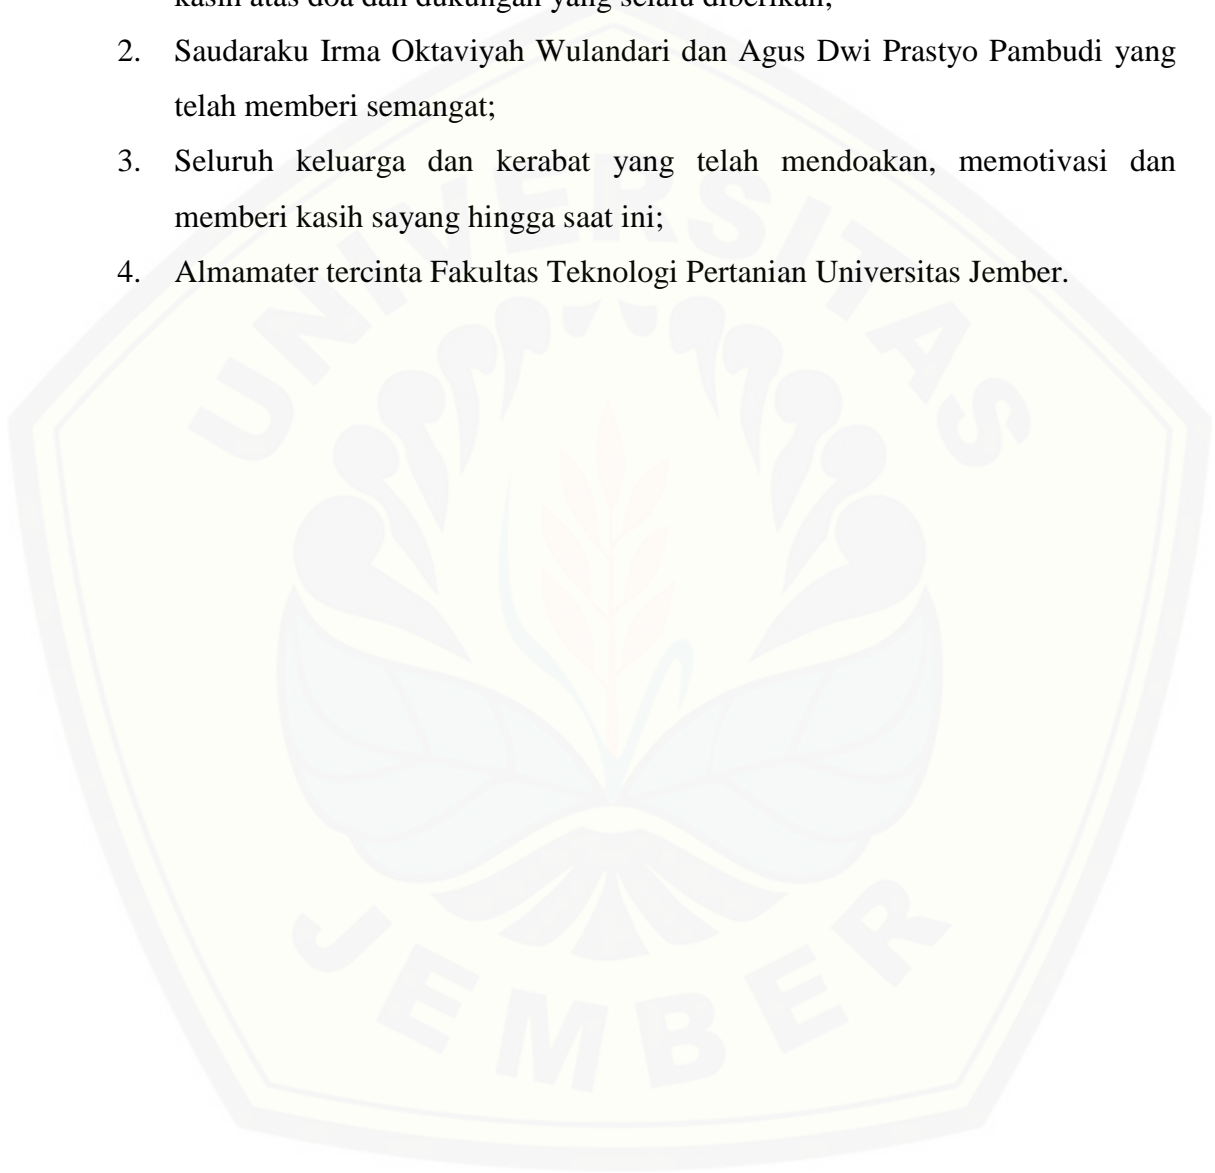 kasih atas doa dan dukungan yang selalu diberikan;
2. Saudaraku Irma Oktaviyah Wulandari dan Agus Dwi Prastyo Pambudi yang
telah memberi semangat;
3. Seluruh keluarga dan kerabat yang telah mendoakan, memotivasi dan
memberi kasih sayang hingga saat ini;
4. Almamater tercinta Fakultas Teknologi Pertanian Universitas Jember.
UNIVERSITAS
JEMBER